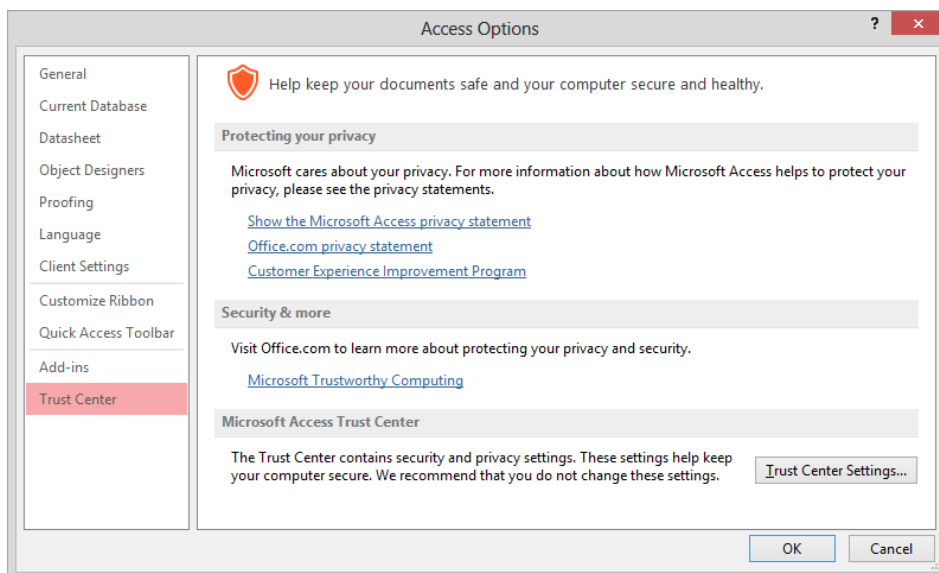 Access Options
?
General
Current Database
Datasheet
Object Designers
Proofing
Language
Client Settings
Customize Ribbon
Quick Access Toolbar
Add-ins
Trust Center
Help keep your documents safe and your computer secure and healthy.
Protecting your privacy
Microsoft cares about your privacy. For more information about how Microsoft Access helps to protect your
privacy, please see the privacy statements.
Show the Microsoft Access privacy statement
Office.com privacy statement
Customer Experience Improvement Program
Security & more
Visit Office.com to learn more about protecting your privacy and security.
Microsoft Trustworthy Computing
Microsoft Access Trust Center
The Trust Center contains security and privacy settings. These settings help keep
your computer secure. We recommend that you do not change these settings.
Trust Center Settings...
OK
Cancel